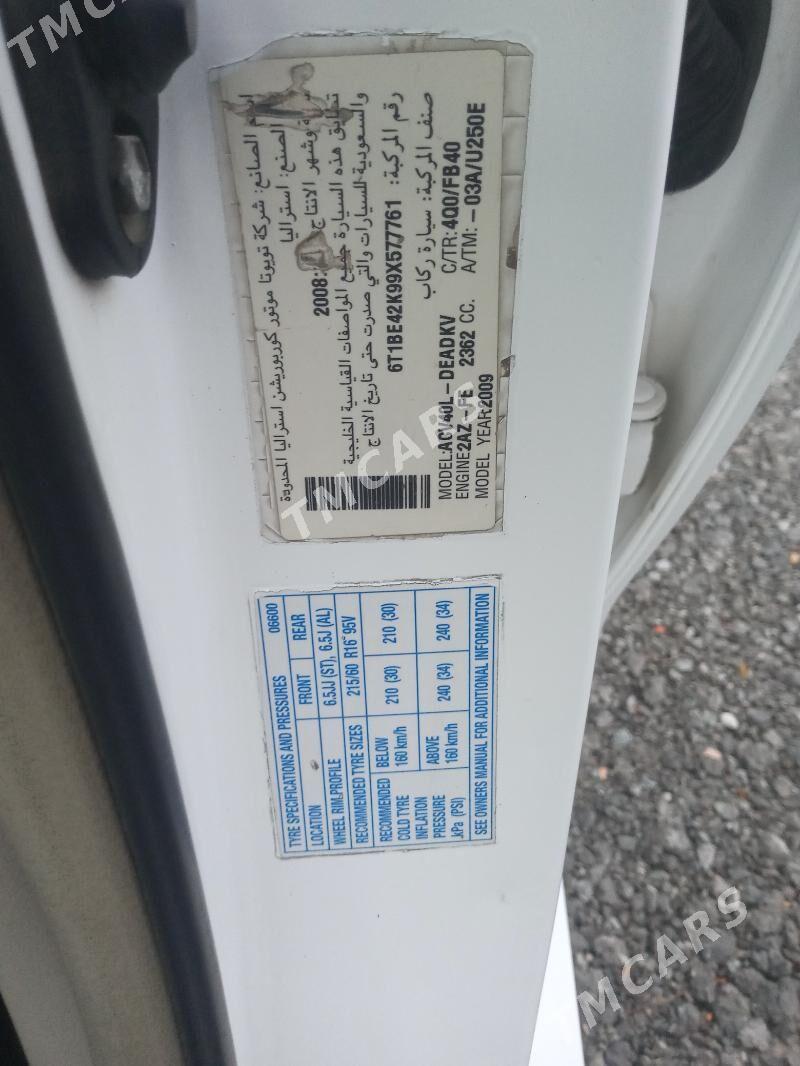 TMCARS
اسم الصانع: شركة تويوتا موتور كوربوريشن استراليا المحدودة
الصنع: استراليا
وشهر الانتاج 2008:
تطابق هذه السيارة جميع المواصفات القياسية الخليجية
والسعودية للسيارات والتي صدرت حتى تاريخ الانتاج
رقم المركبة: 6T1BE42K99X577761
صنف المركبة: سيارة ركاب
MODEL:ACV40L-DEADKV C/TR:4Q0/FB40
ENGINE2AZ-FE 2362 CC. A/TM:-03A/U250E
MODEL YEAR:2009
TMCARS
TYRE SPECIFICATIONS AND PRESSURES 06600
LOCATION FRONT REAR
WHEEL RIM.PROFILE 6.5JJ (ST), 6.5J (AL)
RECOMMENDED TYRE SIZES 215/60 R16 95V
RECOMMENDED COLD TYRE INFLATION PRESSURE kPa (PSI)
BELOW 160 km/h 210 (30) 210 (30)
ABOVE 160 km/h 240 (34) 240 (34)
SEE OWNERS MANUAL FOR ADDITIONAL INFORMATION
TMCARS